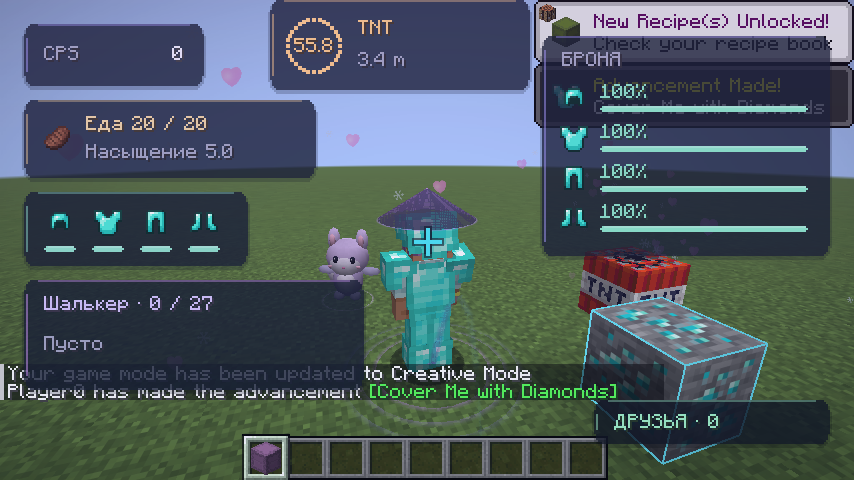 CPS 0
55.8
TNT
3.4 m
New Recipe(s) Unlocked!
Check your recipe book
БРОНЯ
Advancement Made!
Cover Me with Diamonds
100%
100%
100%
100%
Еда 20 / 20
Насыщение 5.0
Шалькер · 0 / 27
Пусто
TNT TNT
Your game mode has been updated to Creative Mode
Player0 has made the advancement [Cover Me with Diamonds]
ДРУЗЬЯ · 0